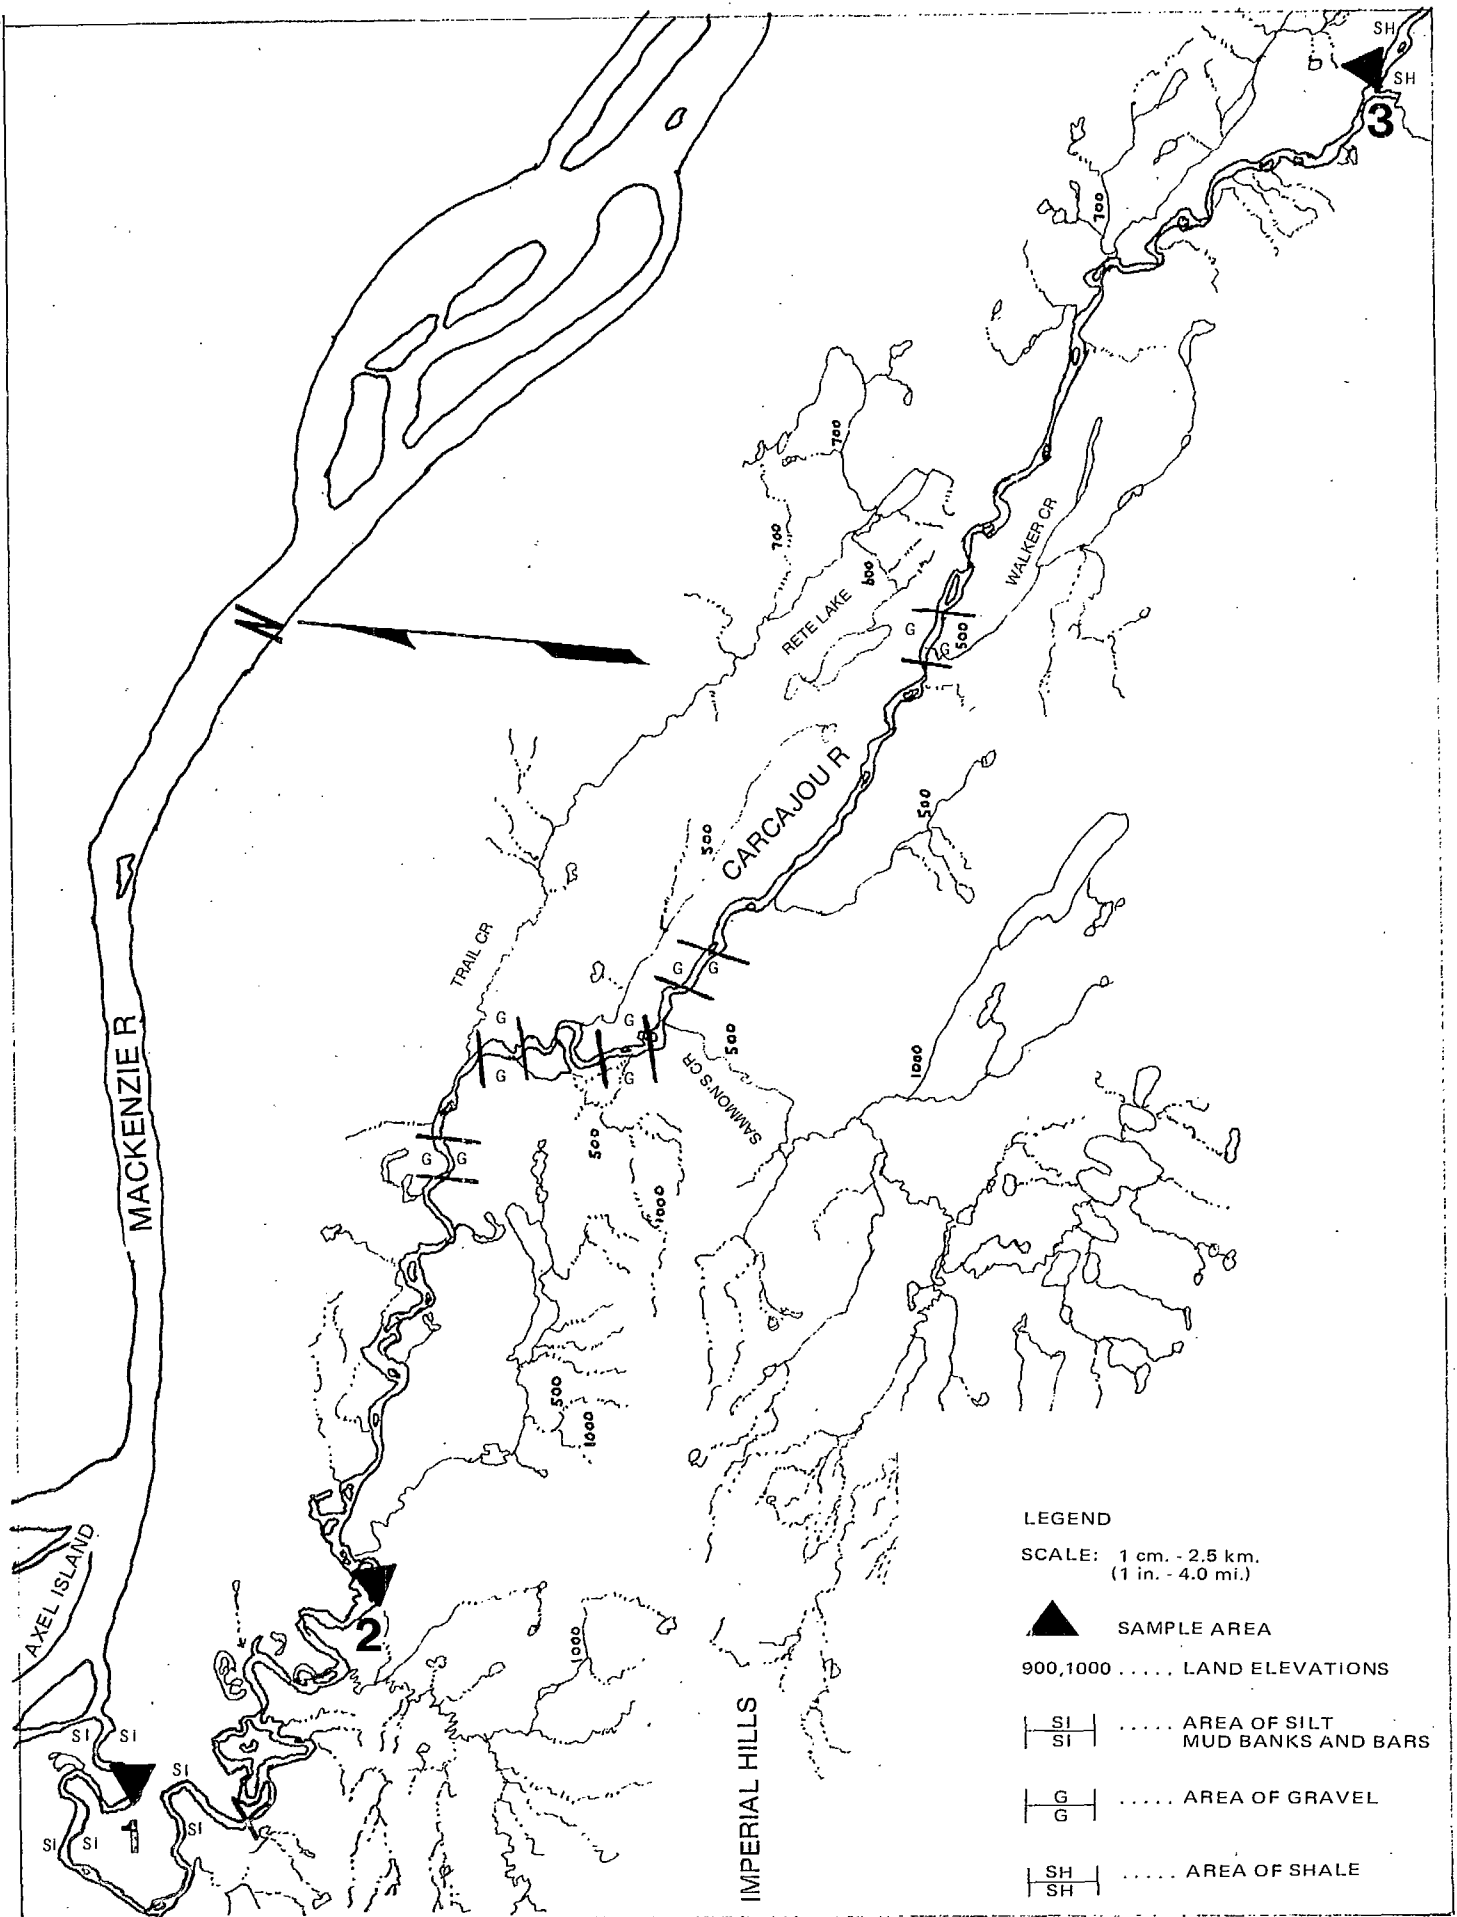 SH
SH
3
700
700
700
600
RETE LAKE
WALKER CR
G
G
500
CARCAJOU R
500
500
TRAIL CR
G
G
G
G
G
G
500
SAMMON'S CR
1000
N
MACKENZIE R
G
G
500
1000
500
1000
AXEL ISLAND
2
1000
SI
SI
SI
SI
SI
SI
1
IMPERIAL HILLS
LEGEND
SCALE: 1 cm. - 2.5 km.
(1 in. - 4.0 mi.)
SAMPLE AREA
900,1000 ..... LAND ELEVATIONS
SI
SI
..... AREA OF SILT
MUD BANKS AND BARS
G
G
..... AREA OF GRAVEL
SH
SH
..... AREA OF SHALE